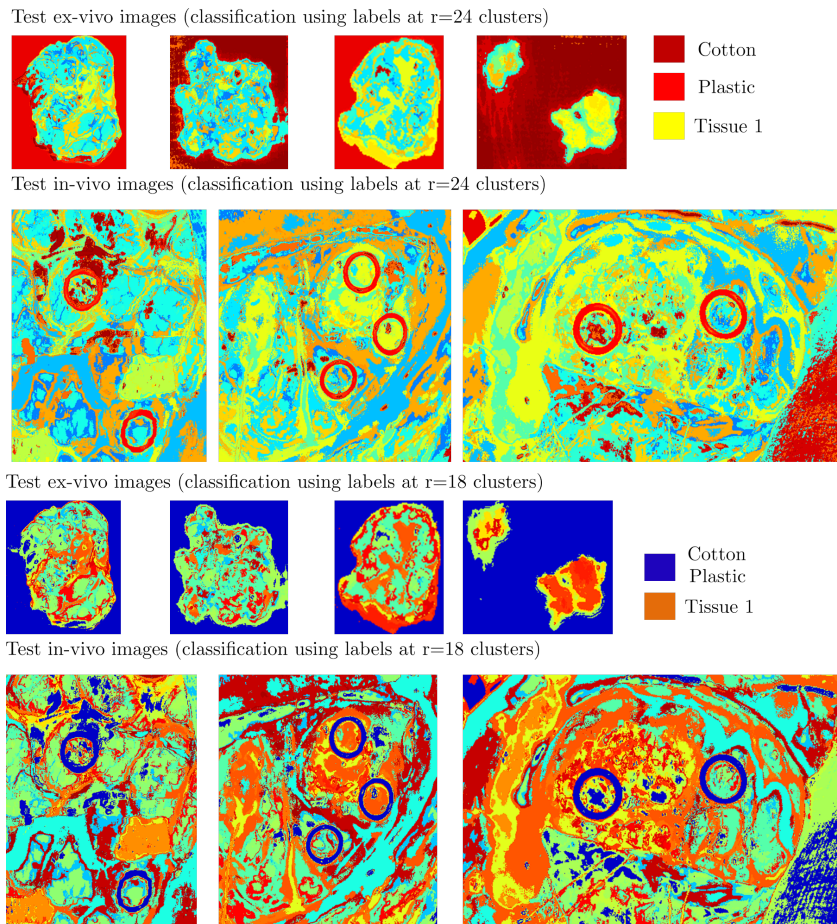 Test ex-vivo images (classification using labels at r=24 clusters)
Cotton
Plastic
Tissue 1
Test in-vivo images (classification using labels at r=24 clusters)
Test ex-vivo images (classification using labels at r=18 clusters)
Cotton
Plastic
Tissue 1
Test in-vivo images (classification using labels at r=18 clusters)